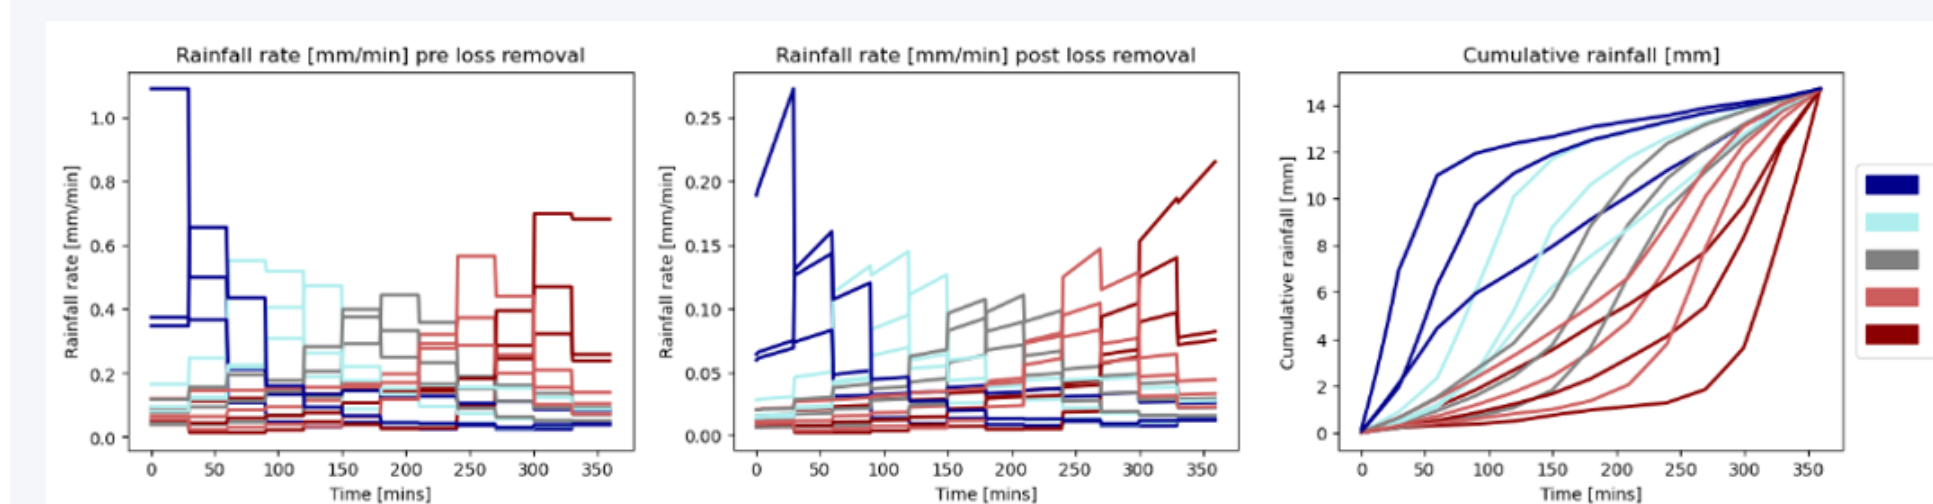 Rainfall rate [mm/min] pre loss removal
Rainfall rate [mm/min]
1.0
0.8
0.6
0.4
0.2
0.0
0 50 100 150 200 250 300 350
Time [mins]
Rainfall rate [mm/min] post loss removal
Rainfall rate [mm/min]
0.25
0.20
0.15
0.10
0.05
0.00
0 50 100 150 200 250 300 350
Time [mins]
Cumulative rainfall [mm]
Cumulative rainfall [mm]
14
12
10
8
6
4
2
0
0 50 100 150 200 250 300 350
Time [mins]